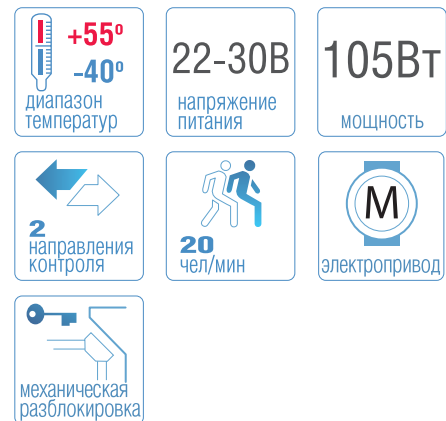 +55º
-40º
диапазон
температур
22-30В
напряжение
питания
105Вт
мощность
2
направления
контроля
20
чел/мин
M
электропривод
механическая
разблокировка